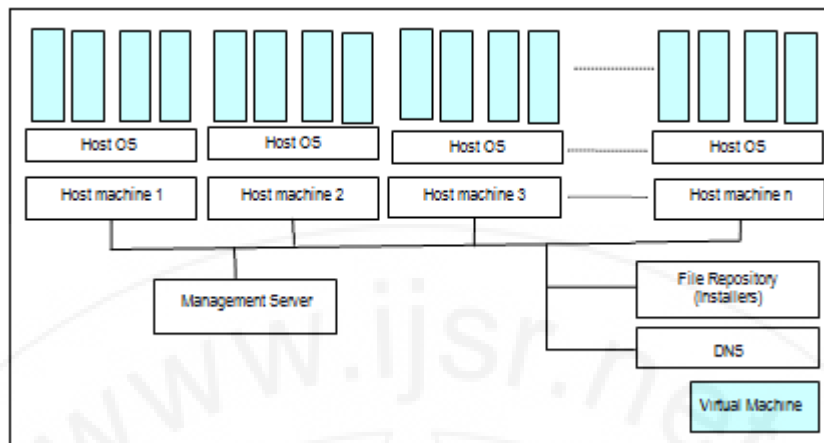 Host OS
Host OS
Host OS
Host OS
Host machine 1
Host machine 2
Host machine 3
Host machine n
Management Server
File Repository
(Installers)
DNS
Virtual Machine
www.ijsr.net